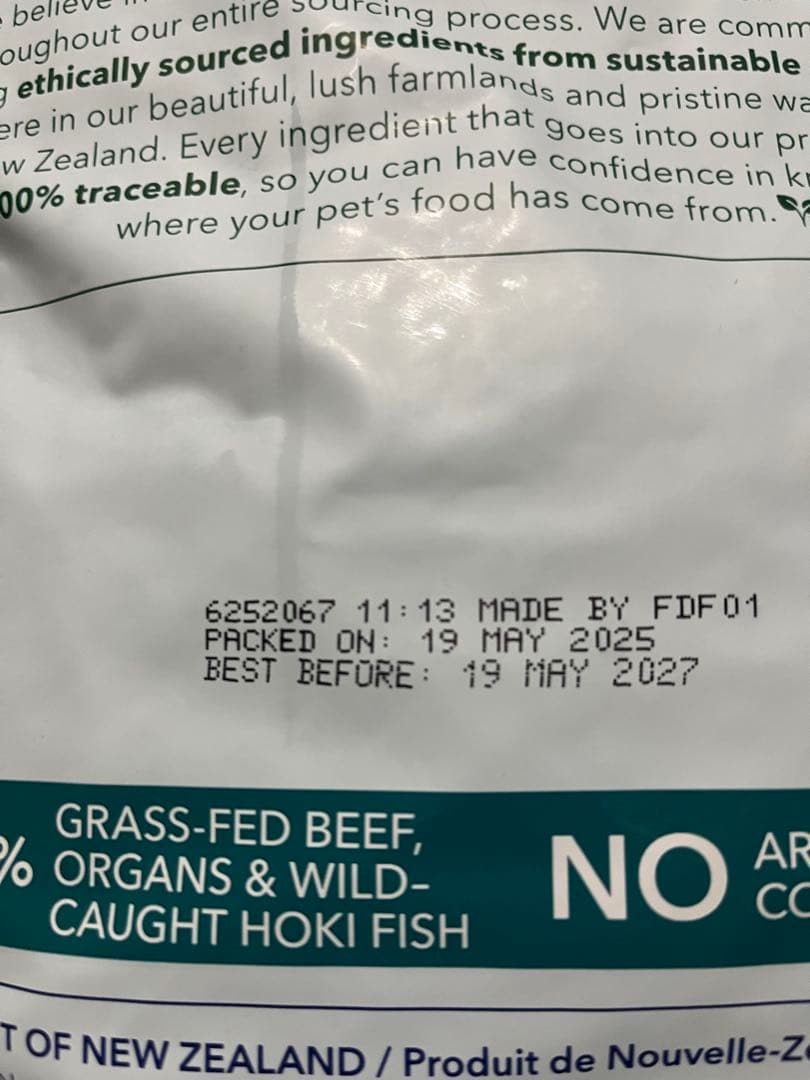 believe
oughout our entire sourcing process. We are comm
g ethically sourced ingredients from sustainable
ere in our beautiful, lush farmlands and pristine wa
w Zealand. Every ingredient that goes into our pr
00% traceable, so you can have confidence in kn
where your pet's food has come from.
6252067 11:13 MADE BY FDF01
PACKED ON: 19 MAY 2025
BEST BEFORE: 19 MAY 2027
% GRASS-FED BEEF,
ORGANS & WILD-
CAUGHT HOKI FISH
NO AR
CO
T OF NEW ZEALAND / Produit de Nouvelle-Zé